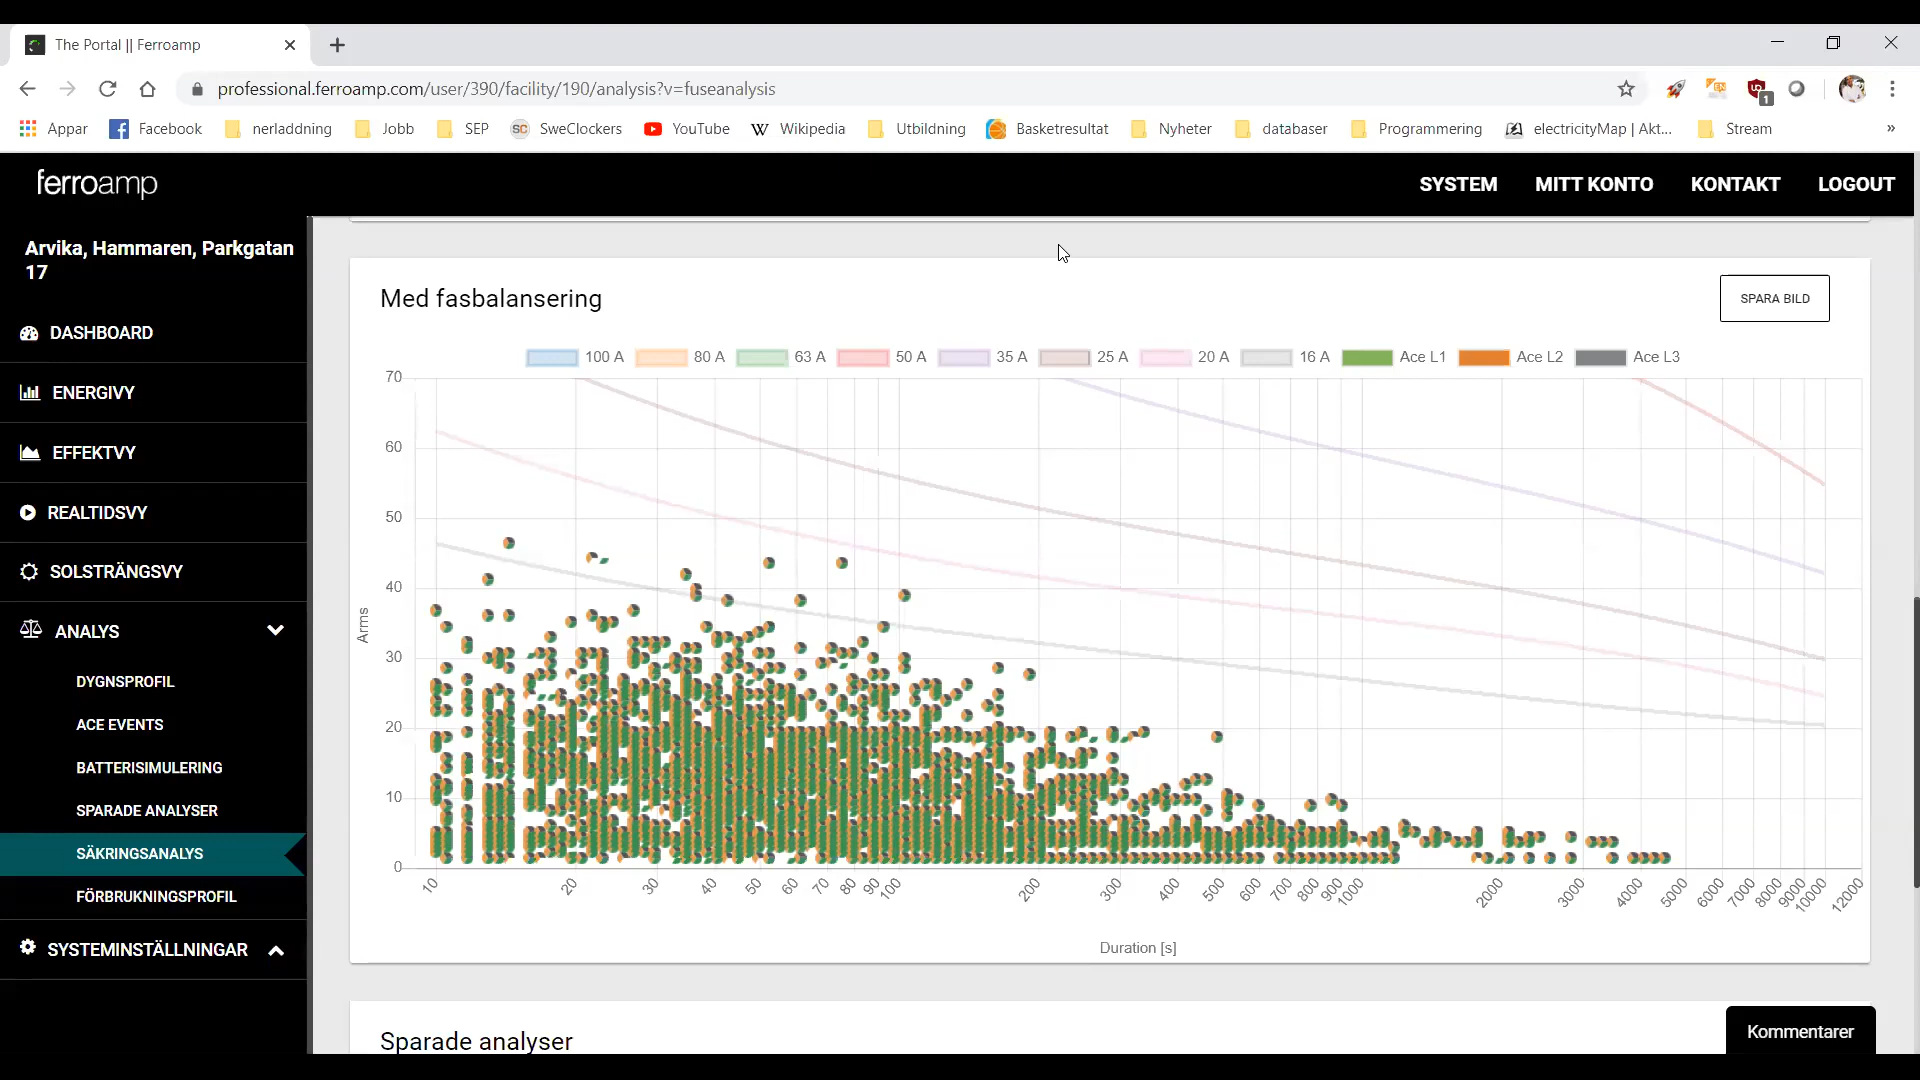 The Portal || Ferroamp
professional.ferroamp.com/user/390/facility/190/analysis?v=fuseanalysis
EN
UD
1
Appar
Facebook
nerladdning
Jobb
SEP
SC SweClockers
YouTube
W Wikipedia
Utbildning
Basketresultat
Nyheter
databaser
Programmering
electricityMap | Akt...
Stream
»
ferroamp
SYSTEM
MITT KONTO
KONTAKT
LOGOUT
Arvika, Hammaren, Parkgatan
17
DASHBOARD
ENERGIVY
EFFEKTVY
REALTIDSVY
SOLSTRÄNGSVY
ANALYS
DYGNSPROFIL
ACE EVENTS
BATTERISIMULERING
SPARADE ANALYSER
SÄKRINGSANALYS
FÖRBRUKNINGSPROFIL
SYSTEMINSTÄLLNINGAR
Med fasbalansering
SPARA BILD
100 A 80 A 63 A 50 A 35 A 25 A 20 A 16 A Ace L1 Ace L2 Ace L3
70
60
50
40
30
20
10
0
Arms
10 20 30 40 50 60 70 80 90 100 200 300 400 500 600 700 800 900 1000 2000 3000 4000 5000 6000 7000 8000 9000 10000 12000
Duration [s]
Sparade analyser
Kommentarer